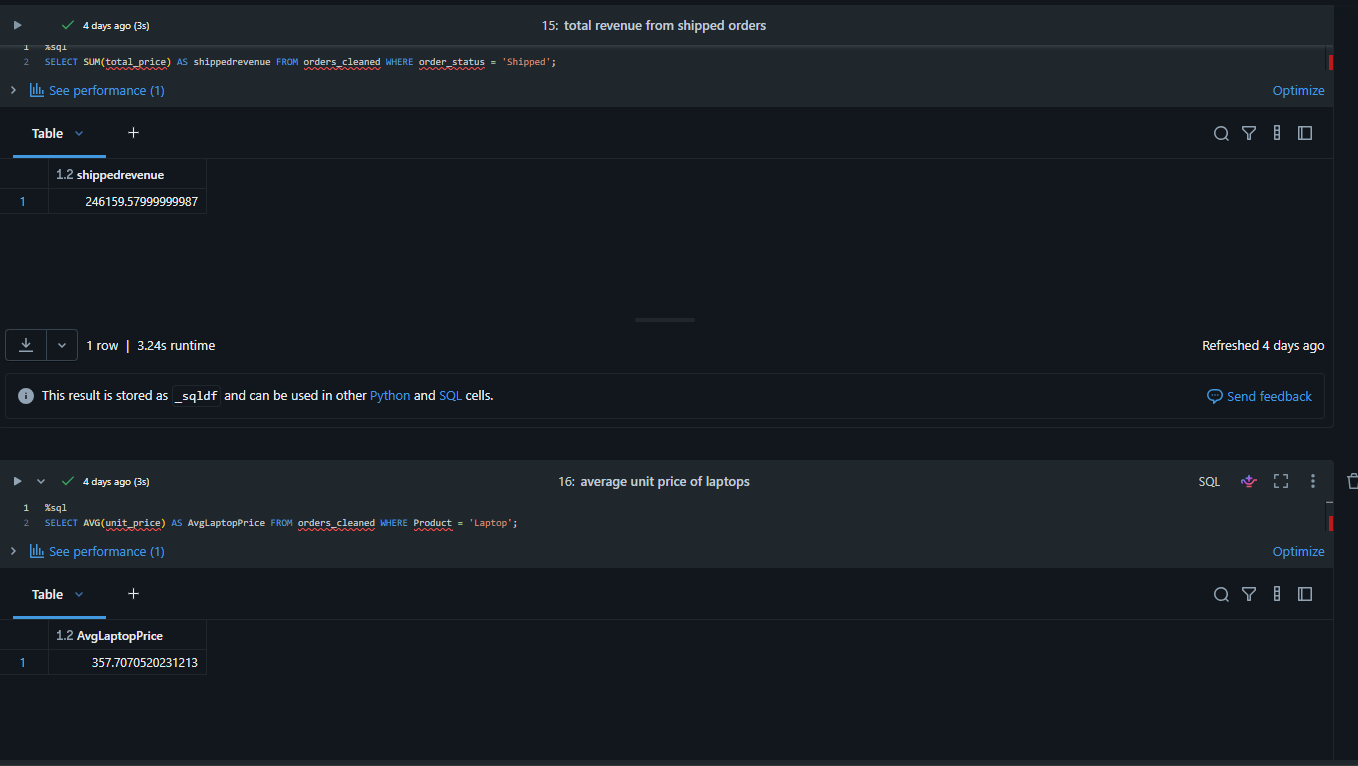 4 days ago (3s)
15: total revenue from shipped orders
1 %sql
2 SELECT SUM(total_price) AS shippedrevenue FROM orders_cleaned WHERE order_status = 'Shipped';
See performance (1)
Optimize
Table
+
1.2 shippedrevenue
1 246159.57999999987
1 row | 3.24s runtime
Refreshed 4 days ago
This result is stored as _sqldf and can be used in other Python and SQL cells.
Send feedback
4 days ago (3s)
16: average unit price of laptops
SQL
1 %sql
2 SELECT AVG(unit_price) AS AvgLaptopPrice FROM orders_cleaned WHERE Product = 'Laptop';
See performance (1)
Optimize
Table
+
1.2 AvgLaptopPrice
1 357.7070520231213